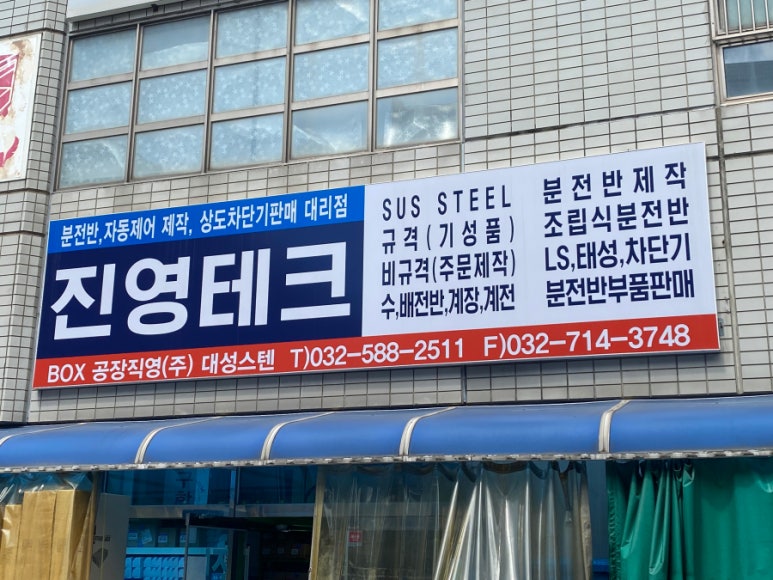 분전반,자동제어 제작, 상도차단기판매 대리점
진영테크
SUS STEEL
규격(기성품)
비규격(주문제작)
수,배전반,계장,계전
분전반제작
조립식분전반
LS,태성,차단기
분전반부품판매
BOX 공장직영(주) 대성스텐 T)032-588-2511 F)032-714-3748